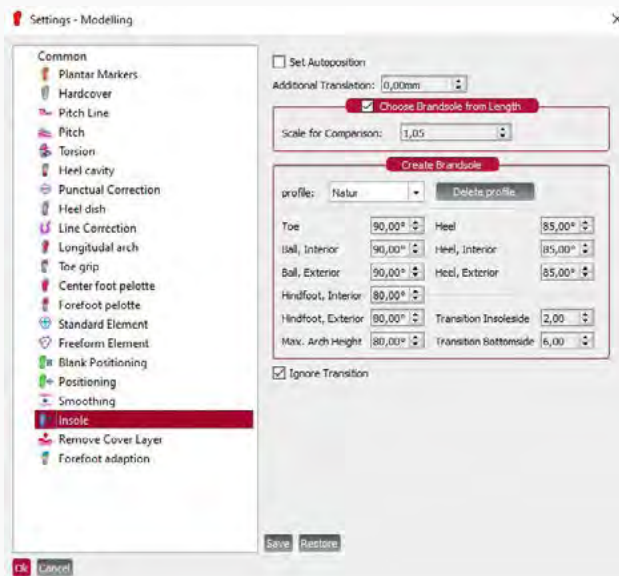 Settings - Modelling
Common
Plantar Markers
Hardcover
Pitch Line
Pitch
Torsion
Heel cavity
Punctual Correction
Heel dish
Line Correction
Longitudal arch
Toe grip
Center foot pelotte
Forefoot pelotte
Standard Element
Freeform Element
Blank Positioning
Positioning
Smoothing
Insole
Remove Cover Layer
Forefoot adaption
Set Autoposition
Additional Translation: 0,00mm
Choose Brandsole from Length
Scale for Comparison: 1,05
Create Brandsole
profile: Natur Delete profile
Toe 90,00° Heel 85,00°
Ball, Interior 90,00° Heel, Interior 85,00°
Ball, Exterior 90,00° Heel, Exterior 85,00°
Hindfoot, Interior 80,00°
Hindfoot, Exterior 80,00° Transition Insoleside 2,00
Max. Arch Height 80,00° Transition Bottomside 6,00
Ignore Transition
Save Restore
Ok Cancel